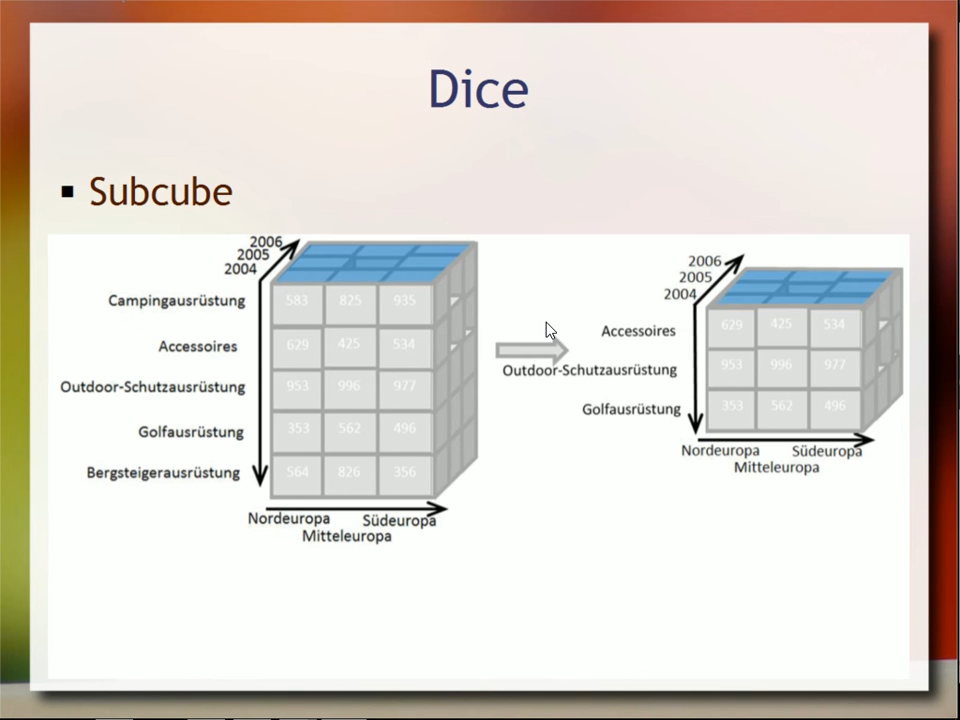 Dice
▪ Subcube
2006
2005
2004
Campingausrüstung 583 825 935
Accessoires 629 425 534
Outdoor-Schutzausrüstung 953 996 977
Golfausrüstung 353 562 496
Bergsteigerausrüstung 564 826 356
Nordeuropa Südeuropa
Mitteleuropa
2006
2005
2004
Accessoires 629 425 534
Outdoor-Schutzausrüstung 953 996 977
Golfausrüstung 353 562 496
Nordeuropa Südeuropa
Mitteleuropa